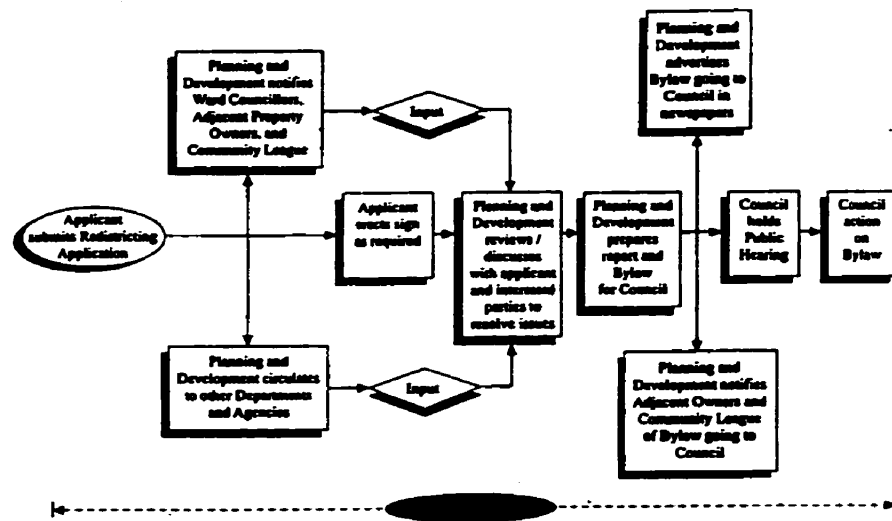 Planning and
Development notifies
Ward Councillors,
Adjacent Property
Owners, and
Community League
Input
Planning and
Development
advertises
Bylaw going to
Council in
newspapers
Applicant
submits Redistricting
Application
Applicant
erects sign
as required
Planning and
Development
reviews /
discusses
with applicant
and interested
parties to
resolve issues
Planning and
Development
prepares
report and
Bylaw
for Council
Council
holds
Public
Hearing
Council
action
on
Bylaw
Planning and
Development circulates
to other Departments
and Agencies
Input
Planning and
Development notifies
Adjacent Owners and
Community League
of Bylaw going to
Council